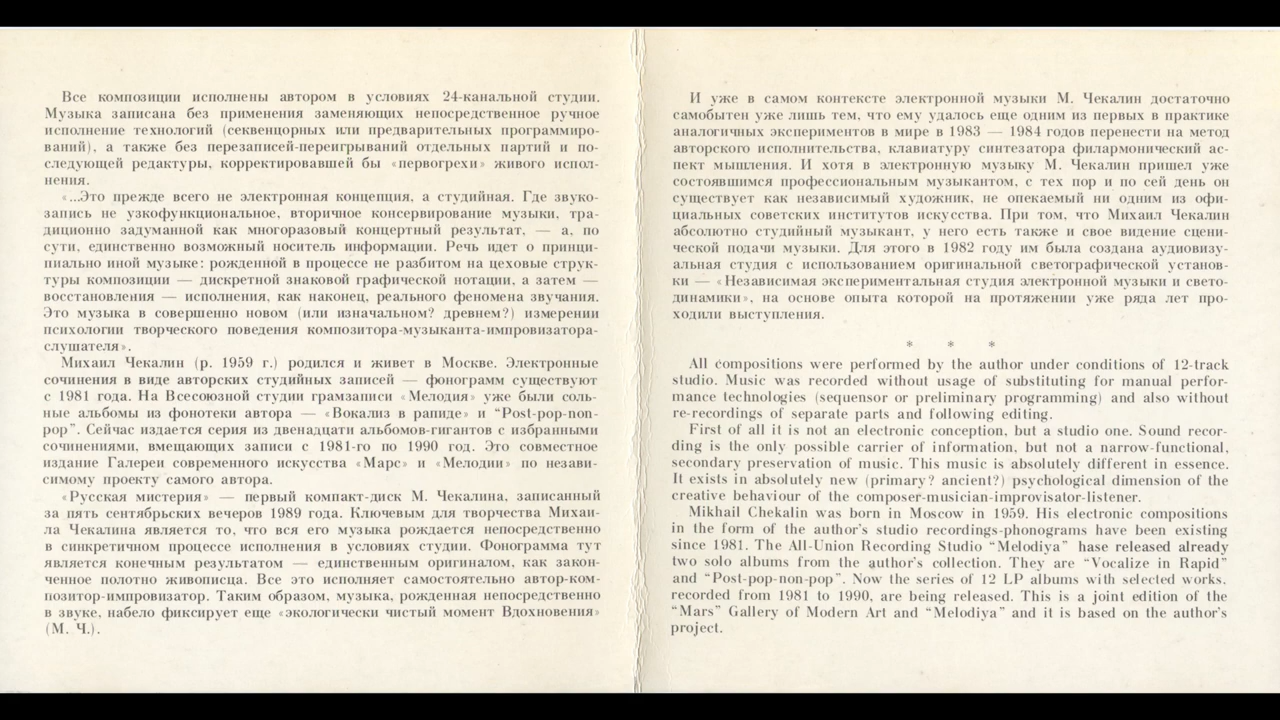 Все композиции исполнены автором в условиях 24-канальной студии.
Музыка записана без применения заменяющих непосредственное ручное
исполнение технологий (секвенцорных или предварительных программиро-
ваний), а также без перезаписей-переигрываний отдельных партий и по-
следующей редактуры, корректировавшей бы «первогрехи» живого испол-
нения.
«...Это прежде всего не электронная концепция, а студийная. Где звуко-
запись не узкофункциональное, вторичное консервирование музыки, тра-
диционно задуманной как многоразовый концертный результат, — а, по
сути, единственно возможный носитель информации. Речь идет о принци-
пиально иной музыке: рожденной в процессе не разбитом на цеховые струк-
туры композиции — дискретной знаковой графической нотации, а затем —
восстановления — исполнения, как наконец, реального феномена звучания.
Это музыка в совершенно новом (или изначальном? древнем?) измерении
психологии творческого поведения композитора-музыканта-импровизатора-
слушателя».
Михаил Чекалин (р. 1959 г.) родился и живет в Москве. Электронные
сочинения в виде авторских студийных записей — фонограмм существуют
с 1981 года. На Всесоюзной студии грамзаписи «Мелодия» уже были соль-
ные альбомы из фонотеки автора — «Вокализ в рапиде» и “Post-pop-non-
pop”. Сейчас издается серия из двенадцати альбомов-гигантов с избранными
сочинениями, вмещающих записи с 1981-го по 1990 год. Это совместное
издание Галереи современного искусства «Марс» и «Мелодии» по незави-
симому проекту самого автора.
«Русская мистерия» — первый компакт-диск М. Чекалина, записанный
за пять сентябрьских вечеров 1989 года. Ключевым для творчества Михаи-
ла Чекалина является то, что вся его музыка рождается непосредственно
в синкретичном процессе исполнения в условиях студии. Фонограмма тут
является конечным результатом — единственным оригиналом, как закон-
ченное полотно живописца. Все это исполняет самостоятельно автор-ком-
позитор-импровизатор. Таким образом, музыка, рожденная непосредственно
в звуке, набело фиксирует еще «экологически чистый момент Вдохновения»
(М. Ч.).
И уже в самом контексте электронной музыки М. Чекалин достаточно
самобытен уже лишь тем, что ему удалось еще одним из первых в практике
аналогичных экспериментов в мире в 1983 — 1984 годов перенести на метод
авторского исполнительства, клавиатуру синтезатора филармонический ас-
пект мышления. И хотя в электронную музыку М. Чекалин пришел уже
состоявшимся профессиональным музыкантом, с тех пор и по сей день он
существует как независимый художник, не опекаемый ни одним из офи-
циальных советских институтов искусства. При том, что Михаил Чекалин
абсолютно студийный музыкант, у него есть также и свое видение сцени-
ческой подачи музыки. Для этого в 1982 году им была создана аудиовизу-
альная студия с использованием оригинальной светографической установ-
ки — «Независимая экспериментальная студия электронной музыки и свето-
динамики», на основе опыта которой на протяжении уже ряда лет про-
ходили выступления.
* * *
All compositions were performed by the author under conditions of 12-track
studio. Music was recorded without usage of substituting for manual perfor-
mance technologies (sequensor or preliminary programming) and also without
re-recordings of separate parts and following editing.
First of all it is not an electronic conception, but a studio one. Sound recor-
ding is the only possible carrier of information, but not a narrow-functional,
secondary preservation of music. This music is absolutely different in essence.
It exists in absolutely new (primary? ancient?) psychological dimension of the
creative behaviour of the composer-musician-improvisator-listener.
Mikhail Chekalin was born in Moscow in 1959. His electronic compositions
in the form of the author's studio recordings-phonograms have been existing
since 1981. The All-Union Recording Studio “Melodiya” hase released already
two solo albums from the author's collection. They are “Vocalize in Rapid”
and “Post-pop-non-pop”. Now the series of 12 LP albums with selected works,
recorded from 1981 to 1990, are being released. This is a joint edition of the
“Mars” Gallery of Modern Art and “Melodiya” and it is based on the author's
project.